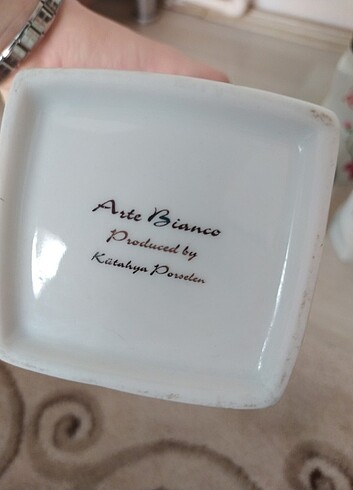 Arte Bianco
Produced by
Kütahya Porselen